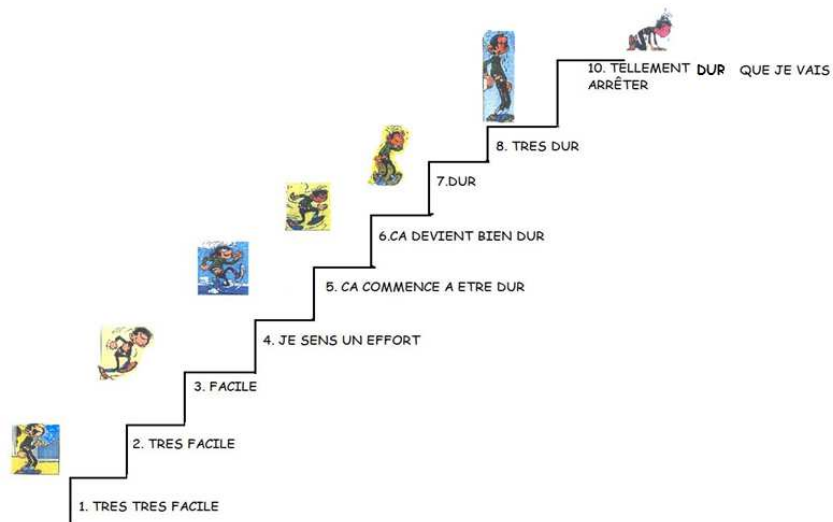 10. TELLEMENT DUR QUE JE VAIS
ARRÊTER
8. TRES DUR
7.DUR
6.CA DEVIENT BIEN DUR
5. CA COMMENCE A ETRE DUR
4. JE SENS UN EFFORT
3. FACILE
2. TRES FACILE
1. TRES TRES FACILE